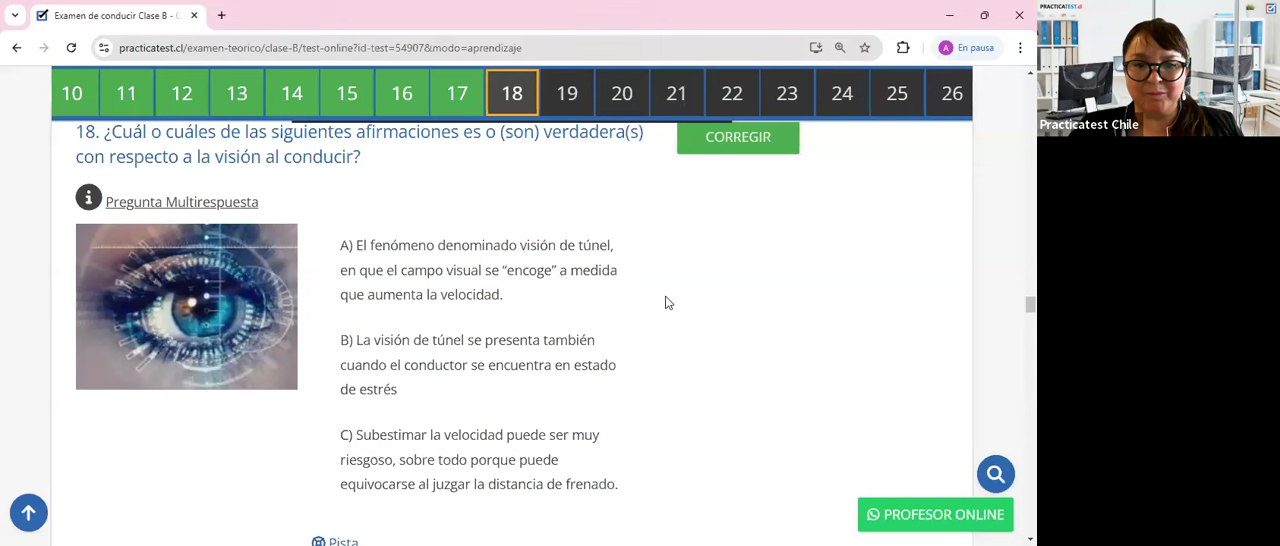 Examen de conducir Clase B - C
practicatest.cl/examen-teorico/clase-B/test-online?id-test=54907&modo=aprendizaje
A En pausa
PRACTICATEST.cl
Practicatest Chile
10 11 12 13 14 15 16 17 18 19 20 21 22 23 24 25 26
18. ¿Cuál o cuáles de las siguientes afirmaciones es o (son) verdadera(s)
con respecto a la visión al conducir?
CORREGIR
Pregunta Multirespuesta
A) El fenómeno denominado visión de túnel,
en que el campo visual se “encoge” a medida
que aumenta la velocidad.
B) La visión de túnel se presenta también
cuando el conductor se encuentra en estado
de estrés
C) Subestimar la velocidad puede ser muy
riesgoso, sobre todo porque puede
equivocarse al juzgar la distancia de frenado.
PROFESOR ONLINE
Pista